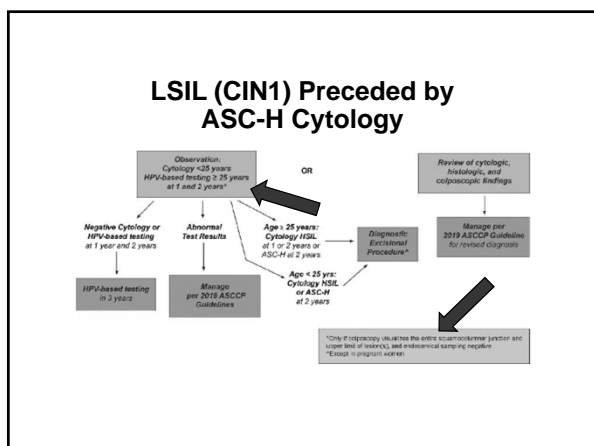 LSIL (CIN1) Preceded by
ASC-H Cytology
Observation:
Cytology <25 years
HPV-based testing ≥ 25 years
at 1 and 2 years*
OR
Review of cytologic,
histologic, and
colposcopic findings
Negative Cytology or
HPV-based testing
at 1 year and 2 years
Abnormal
Test Results
Age ≥ 25 years:
Cytology HSIL
at 1 or 2 years or
ASC-H at 2 years
Age < 25 yrs:
Cytology HSIL
or ASC-H
at 2 years
Diagnostic
Excisional
Procedure^
Manage per
2019 ASCCP Guideline
for revised diagnosis
HPV-based testing
in 3 years
Manage
per 2019 ASCCP
Guidelines
*Only if colposcopy visualizes the entire squamocolumnar junction and
upper limit of lesion(s), and endocervical sampling negative
^Except in pregnant women